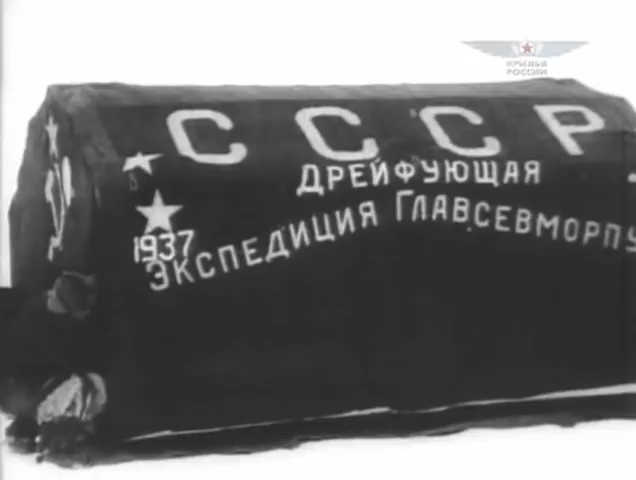 КРЫЛЬЯ
РОССИИ
СССР
ДРЕЙФУЮЩАЯ
1937
ЭКСПЕДИЦИЯ ГЛАВСЕВМОРПУ